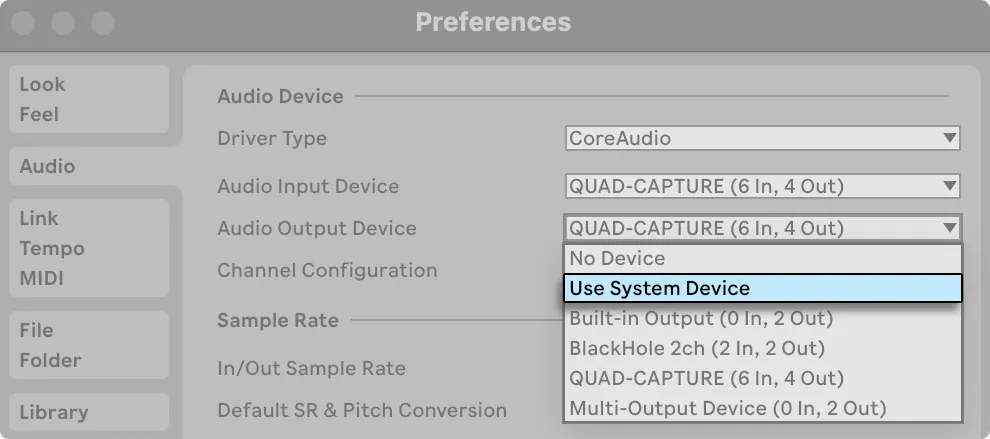 Preferences
Look
Feel
Audio
Link
Tempo
MIDI
File
Folder
Library
Audio Device
Driver Type
CoreAudio
Audio Input Device
QUAD-CAPTURE (6 In, 4 Out)
Audio Output Device
QUAD-CAPTURE (6 In, 4 Out)
No Device
Use System Device
Built-in Output (0 In, 2 Out)
BlackHole 2ch (2 In, 2 Out)
QUAD-CAPTURE (6 In, 4 Out)
Multi-Output Device (0 In, 2 Out)
Channel Configuration
Sample Rate
In/Out Sample Rate
Default SR & Pitch Conversion